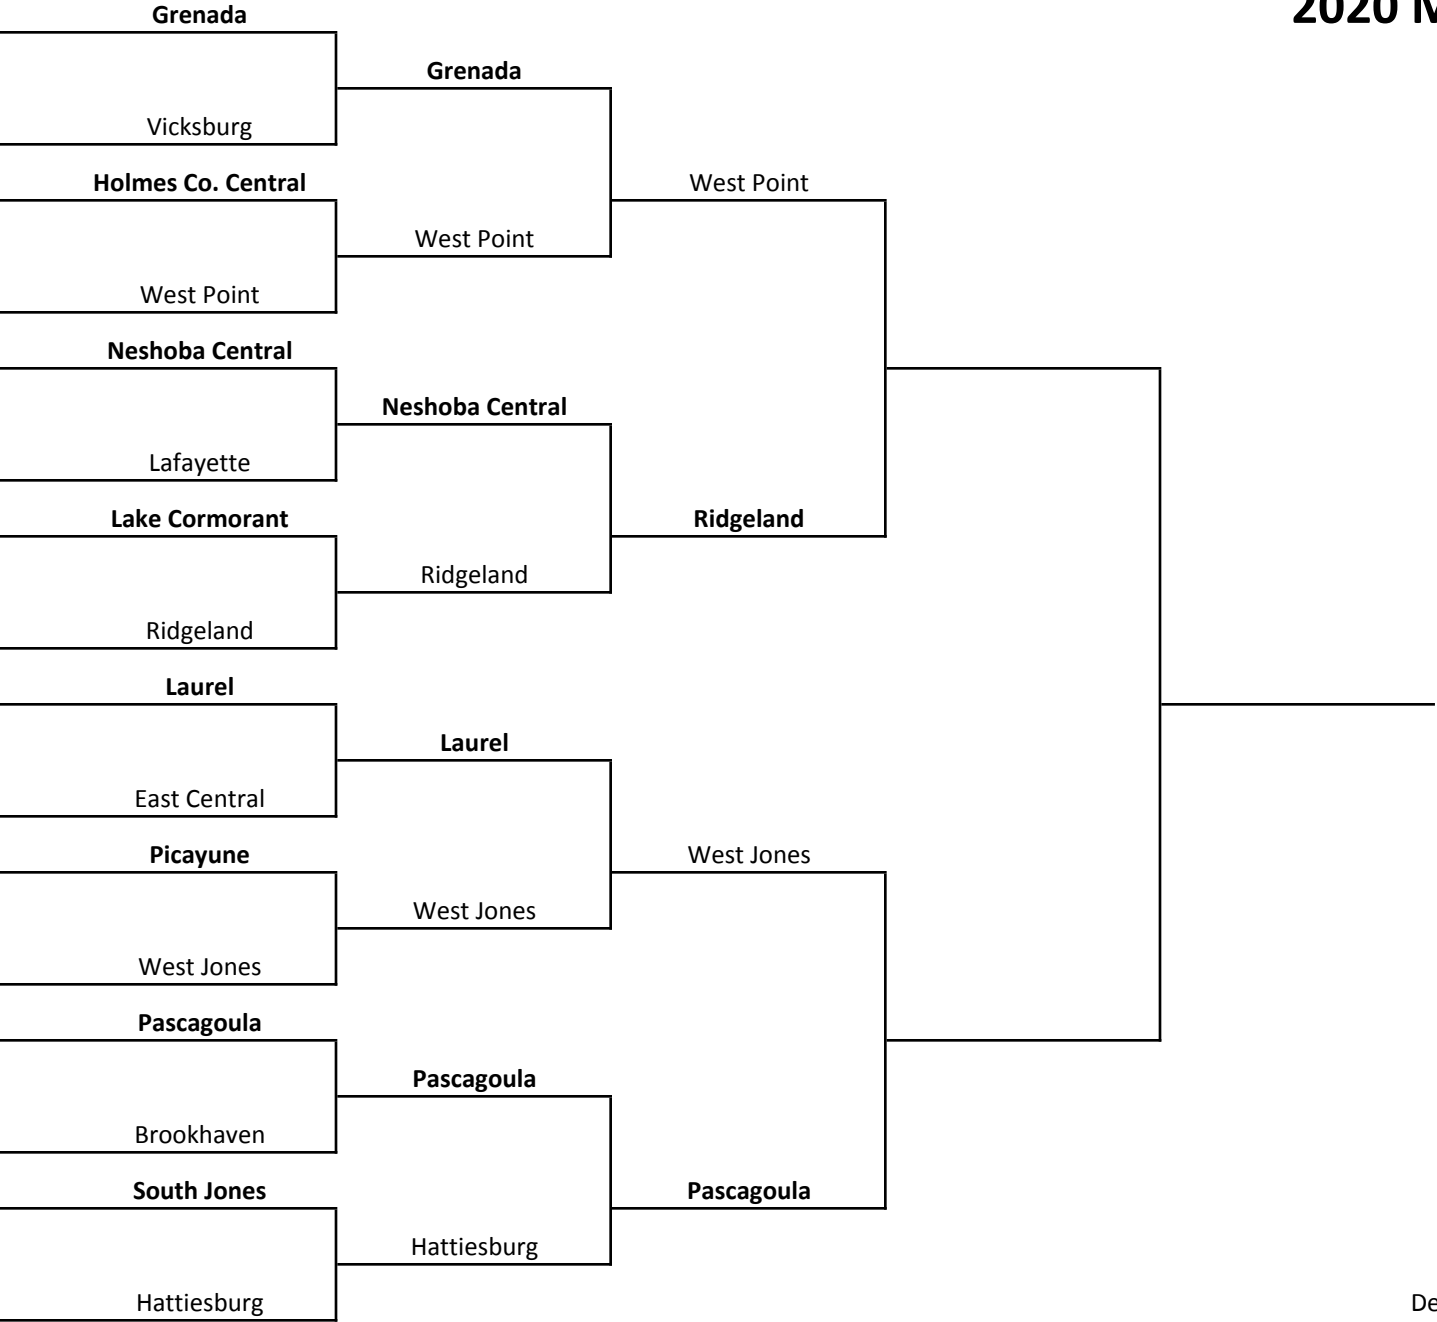 Grenada
2020 M
Grenada
Vicksburg
Holmes Co. Central
West Point
West Point
West Point
Neshoba Central
Neshoba Central
Lafayette
Lake Cormorant
Ridgeland
Ridgeland
Ridgeland
Laurel
Laurel
East Central
Picayune
West Jones
West Jones
West Jones
Pascagoula
Pascagoula
Brookhaven
South Jones
Pascagoula
Hattiesburg
Hattiesburg
De